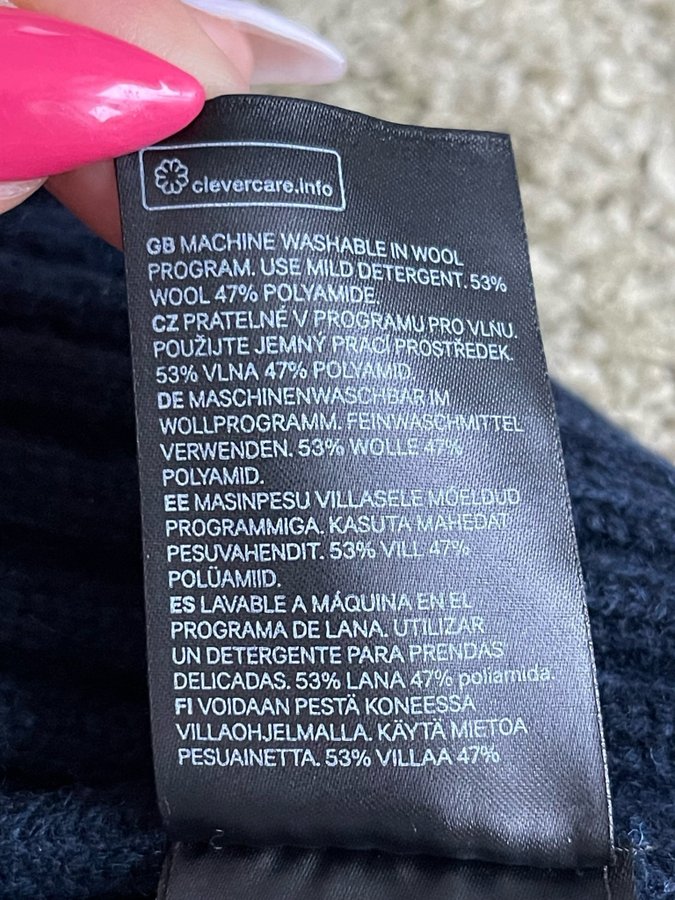 clevercare.info
GB MACHINE WASHABLE IN WOOL
PROGRAM. USE MILD DETERGENT. 53%
WOOL 47% POLYAMIDE.
CZ PRATELNÉ V PROGRAMU PRO VLNU.
POUŽIJTE JEMNÝ PRACÍ PROSTŘEDEK.
53% VLNA 47% POLYAMID.
DE MASCHINENWASCHBAR IM
WOLLPROGRAMM. FEINWASCHMITTEL
VERWENDEN. 53% WOLLE 47%
POLYAMID.
EE MASINPESU VILLASELE MÕELDUD
PROGRAMMIGA. KASUTA MAHEDAT
PESUVAHENDIT. 53% VILL 47%
POLÜAMIID.
ES LAVABLE A MÁQUINA EN EL
PROGRAMA DE LANA. UTILIZAR
UN DETERGENTE PARA PRENDAS
DELICADAS. 53% LANA 47% poliamida.
FI VOIDAAN PESTÄ KONEESSA
VILLAOHJELMALLA. KÄYTÄ MIETOA
PESUAINETTA. 53% VILLAA 47%